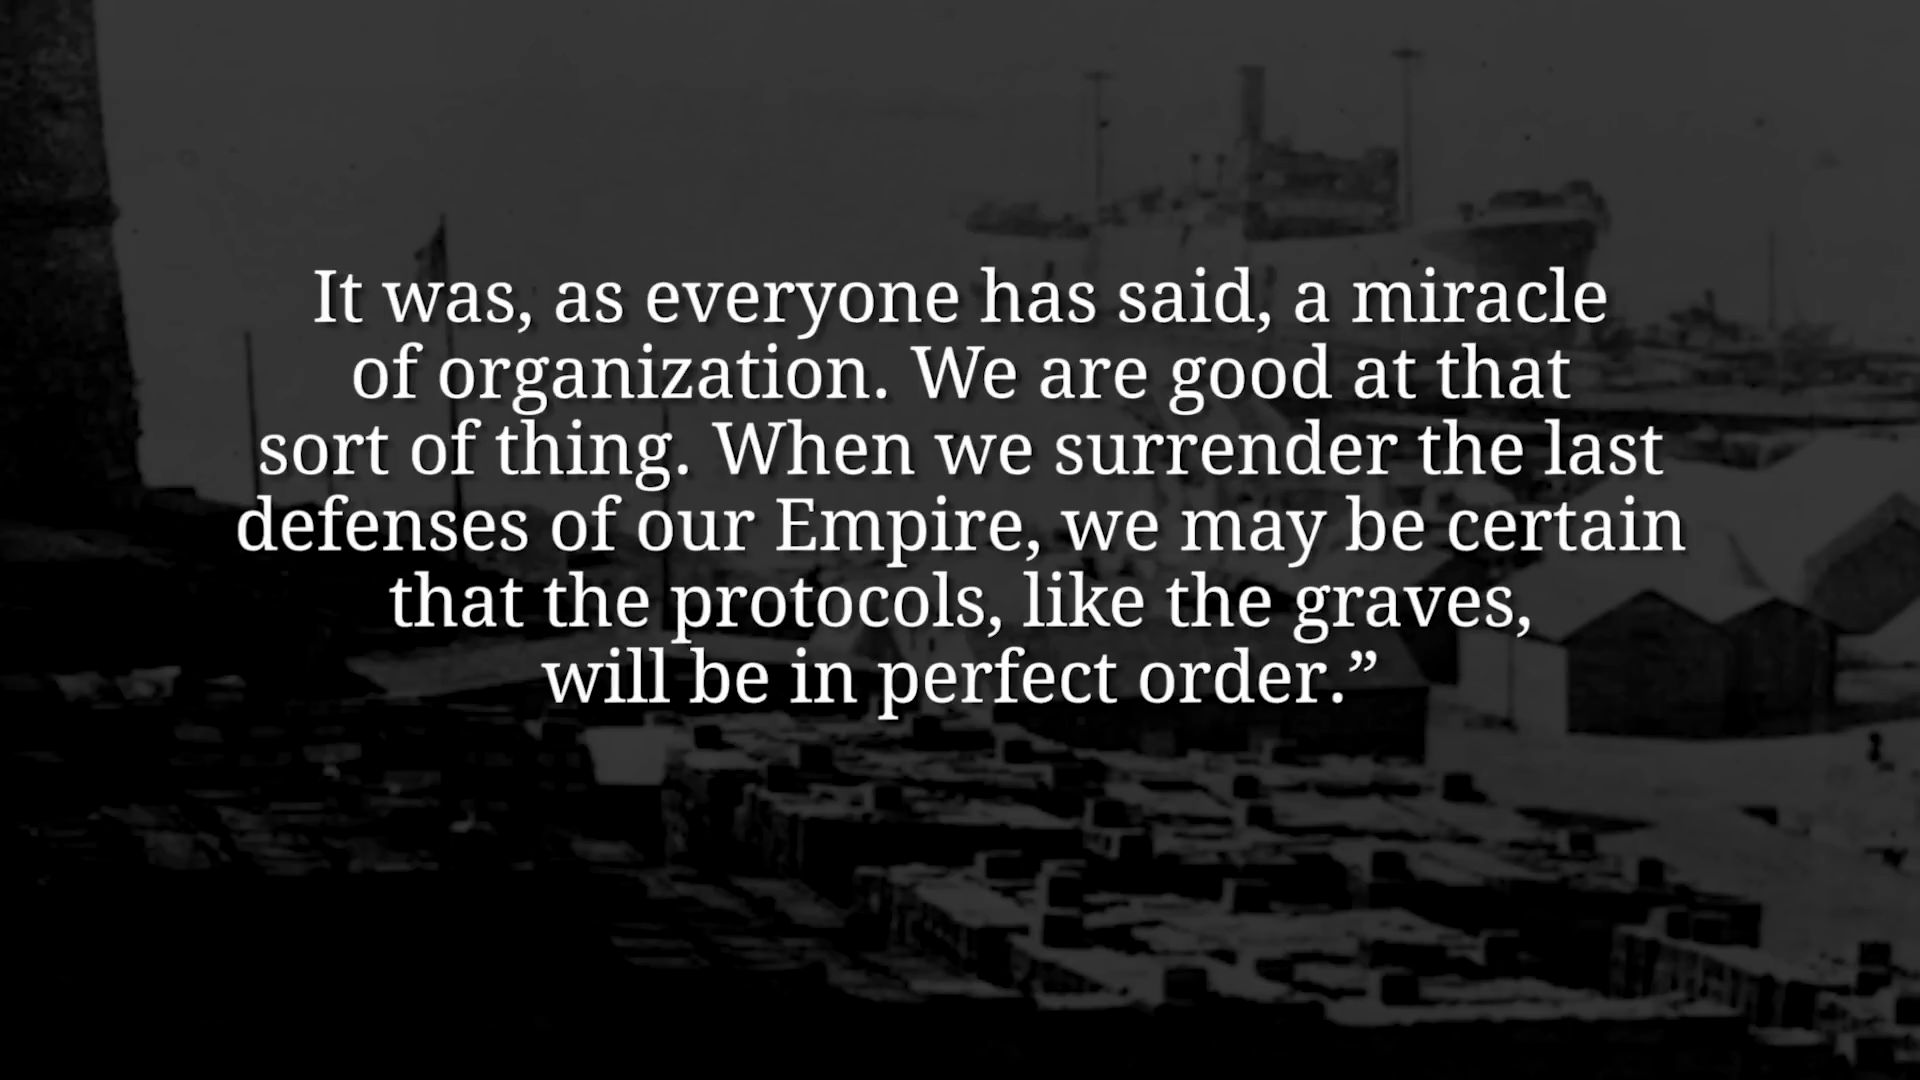 It was, as everyone has said, a miracle
of organization. We are good at that
sort of thing. When we surrender the last
defenses of our Empire, we may be certain
that the protocols, like the graves,
will be in perfect order.”